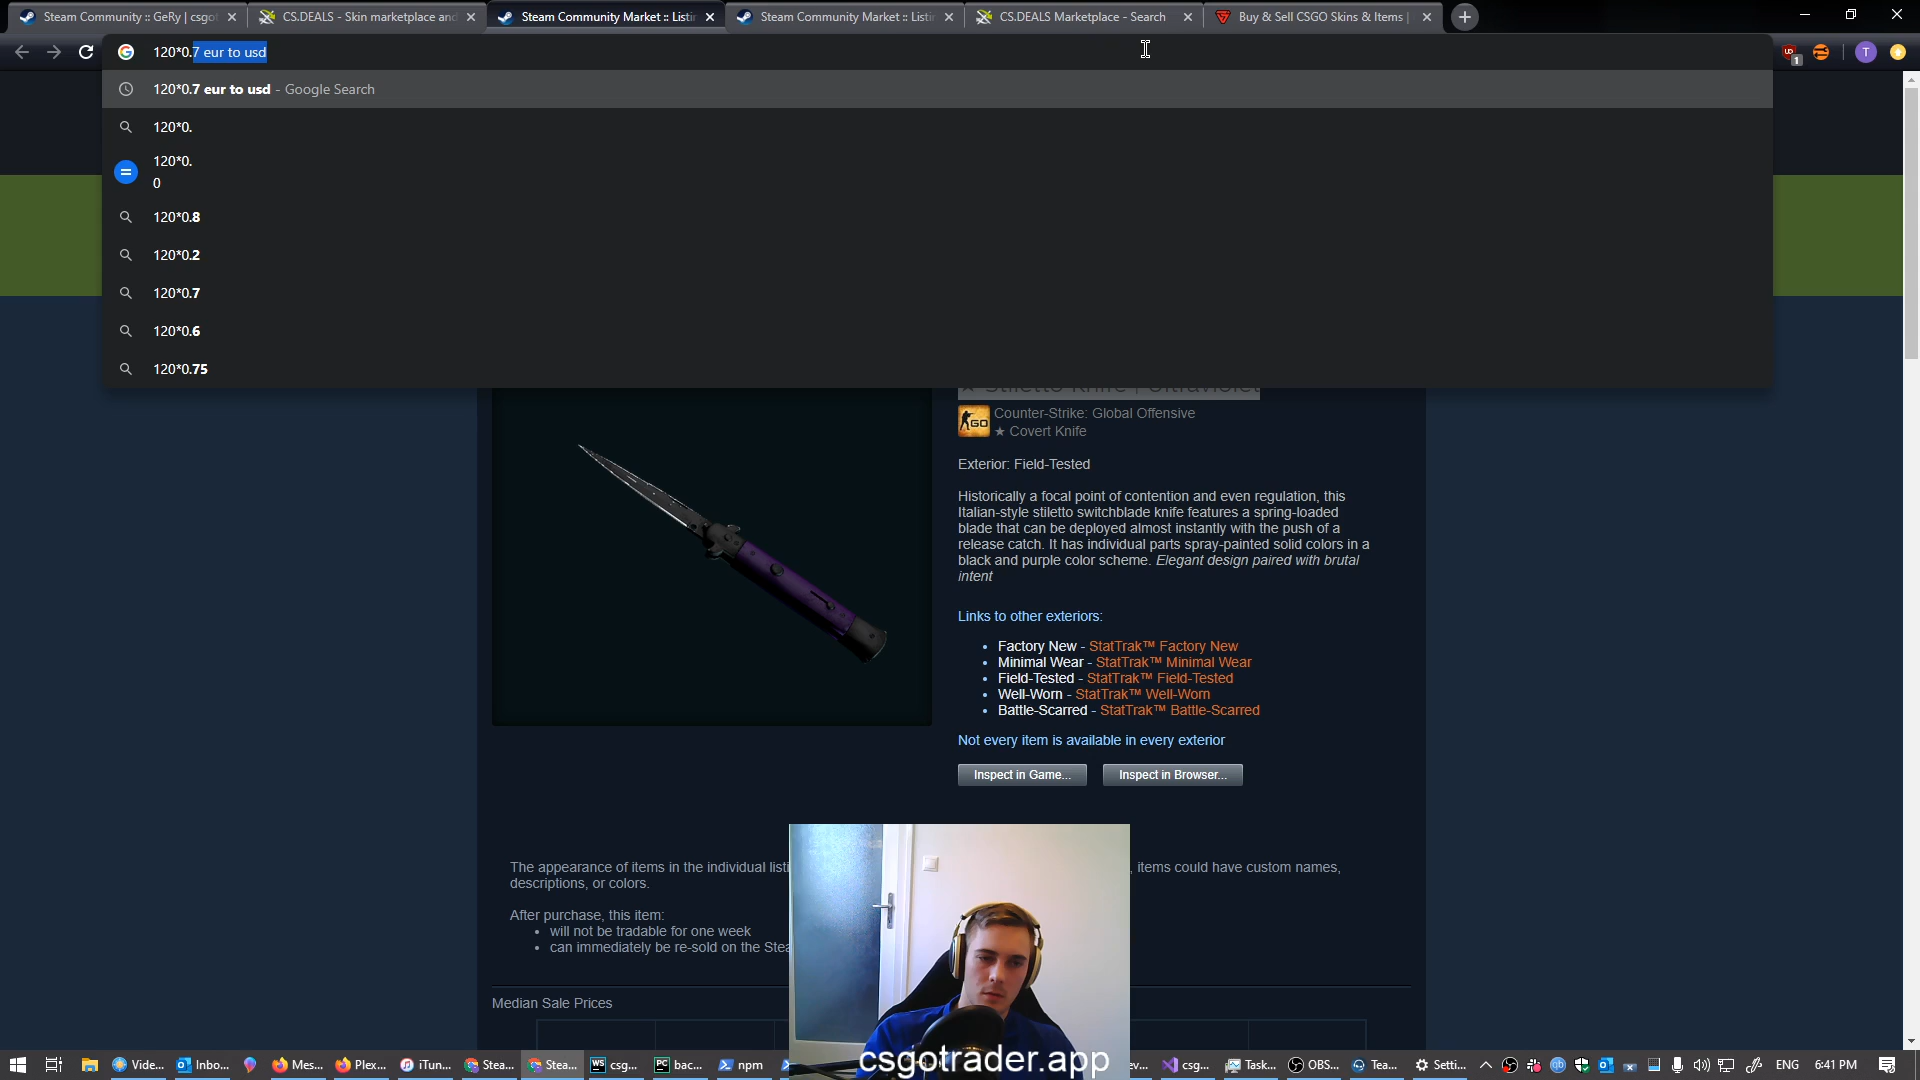 Steam Community :: GeRy | csgot
CS.DEALS - Skin marketplace and
Steam Community Market :: Listin
Steam Community Market :: Listin
CS.DEALS Marketplace - Search
Buy & Sell CSGO Skins & Items |
120*0.7 eur to usd
T
1
120*0.7 eur to usd - Google Search
120*0.
120*0.
0
120*0.8
120*0.2
120*0.7
120*0.6
120*0.75
★ Stiletto Knife | Ultraviolet
Counter-Strike: Global Offensive
★ Covert Knife
Exterior: Field-Tested
Historically a focal point of contention and even regulation, this
Italian-style stiletto switchblade knife features a spring-loaded
blade that can be deployed almost instantly with the push of a
release catch. It has individual parts spray-painted solid colors in a
black and purple color scheme. Elegant design paired with brutal
intent
Links to other exteriors:
Factory New - StatTrak™ Factory New
Minimal Wear - StatTrak™ Minimal Wear
Field-Tested - StatTrak™ Field-Tested
Well-Worn - StatTrak™ Well-Worn
Battle-Scarred - StatTrak™ Battle-Scarred
Not every item is available in every exterior
Inspect in Game...
Inspect in Browser...
The appearance of items in the individual listi
, items could have custom names,
descriptions, or colors.
After purchase, this item:
will not be tradable for one week
can immediately be re-sold on the Stea
Median Sale Prices
csgotrader.app
Vide...
Inbo...
Mes...
Plex...
iTun...
Stea...
Stea...
csg...
bac...
npm
ev...
csg...
Task...
OBS...
Tea...
Setti...
ENG
6:41 PM